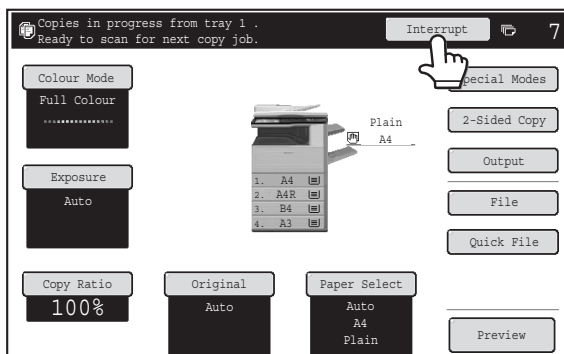 Copies in progress from tray 1 .
Ready to scan for next copy job.
Interrupt
7
Colour Mode
Full Colour
Exposure
Auto
Copy Ratio
100%
Original
Auto
Paper Select
Auto
A4
Plain
Plain
A4
1. A4
2. A4R
3. B4
4. A3
pecial Modes
2-Sided Copy
Output
File
Quick File
Preview